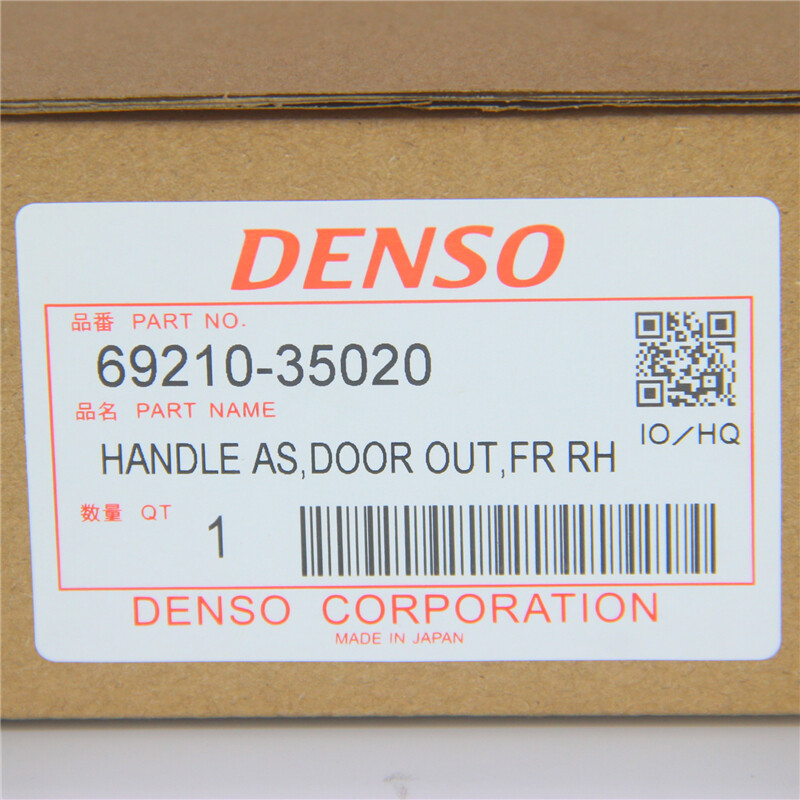 DENSO
品番 PART NO.
69210-35020
品名 PART NAME
IO/HQ
HANDLE AS,DOOR OUT,FR RH
数量 QT
1
DENSO CORPORATION
MADE IN JAPAN